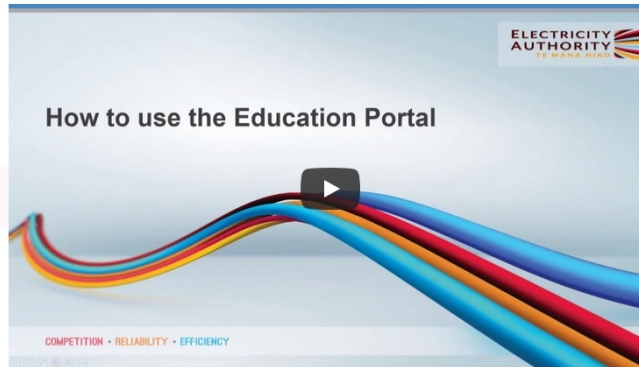 ELECTRICITY
AUTHORITY
TE MANA HIKO
How to use the Education Portal
COMPETITION • RELIABILITY • EFFICIENCY